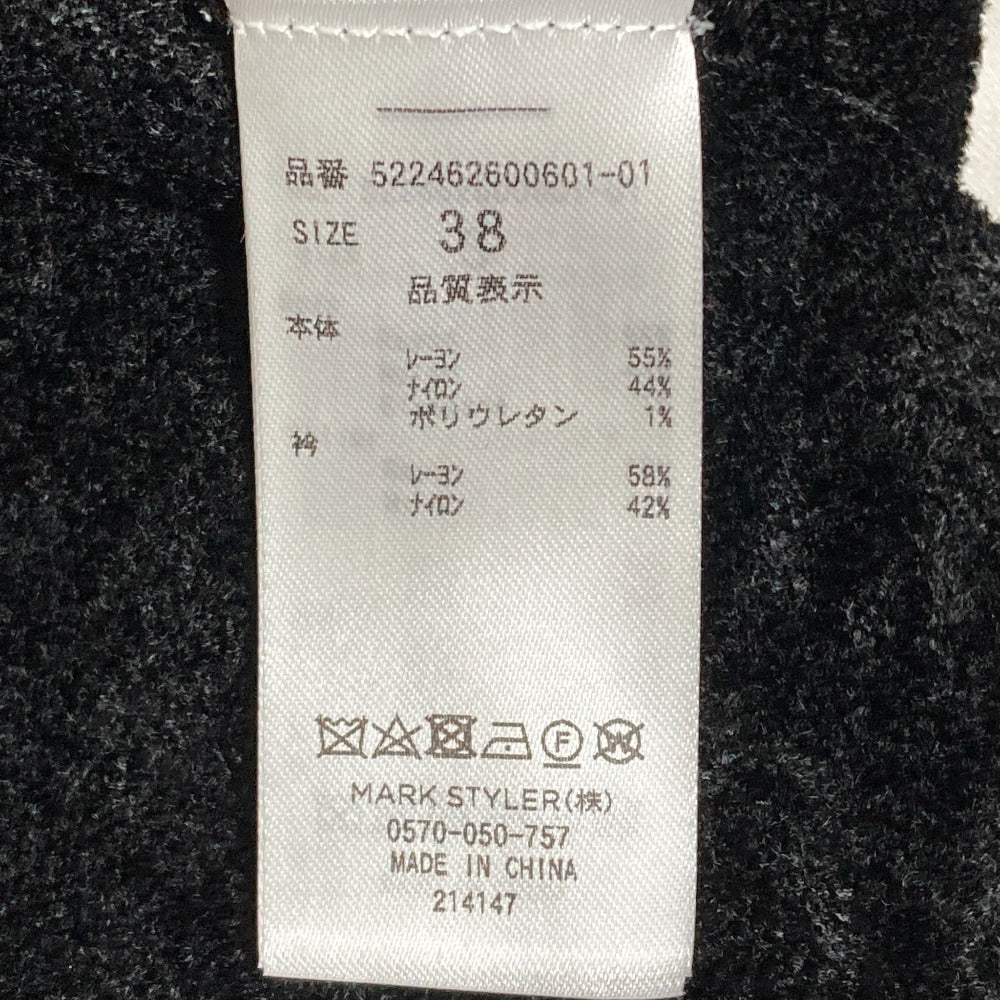 品番 522462600601-01
SIZE 38
品質表示
本体
レーヨン 55%
ナイロン 44%
ポリウレタン 1%
衿
レーヨン 58%
ナイロン 42%
F W
MARK STYLER(株)
0570-050-757
MADE IN CHINA
214147